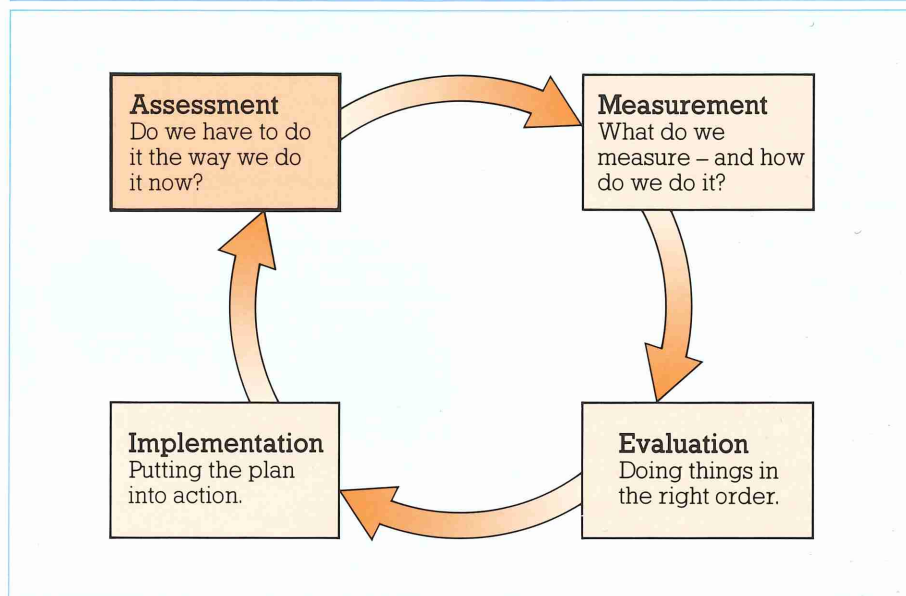 Assessment
Do we have to do
it the way we do
it now?
Measurement
What do we
measure – and how
do we do it?
Implementation
Putting the plan
into action.
Evaluation
Doing things in
the right order.